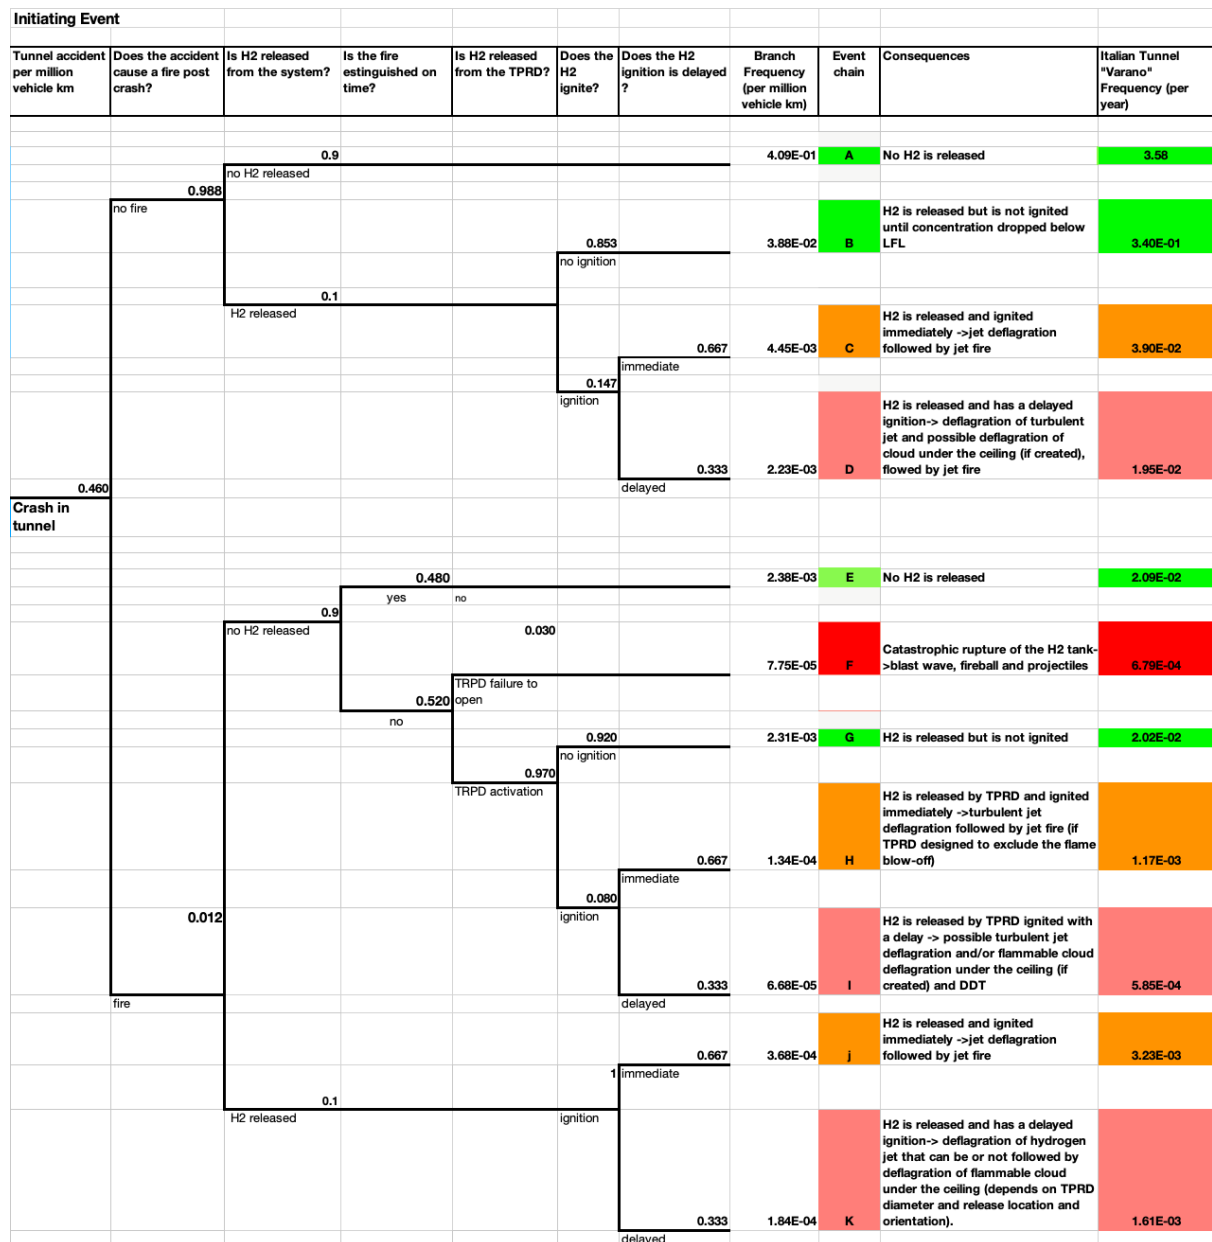 Initiating Event
Tunnel accident
per million
vehicle km
Does the accident
cause a fire post
crash?
Is H2 released
from the system?
Is the fire
estinguished on
time?
Is H2 released
from the TPRD?
Does the
H2
ignite?
Does the H2
ignition is delayed
?
Branch
Frequency
(per million
vehicle km)
Event
chain
Consequences
Italian Tunnel
"Varano"
Frequency (per
year)
0.9
no H2 released
4.09E-01
A
No H2 is released
3.58
0.988
no fire
0.853
no ignition
3.88E-02
B
H2 is released but is not ignited
until concentration dropped below
LFL
3.40E-01
0.1
H2 released
0.667
immediate
4.45E-03
C
H2 is released and ignited
immediately ->jet deflagration
followed by jet fire
3.90E-02
0.147
ignition
0.333
delayed
2.23E-03
D
H2 is released and has a delayed
ignition-> deflagration of turbulent
jet and possible deflagration of
cloud under the ceiling (if created),
flowed by jet fire
1.95E-02
0.460
Crash in
tunnel
0.480
yes
no
2.38E-03
E
No H2 is released
2.09E-02
0.9
no H2 released
0.030
TRPD failure to
open
7.75E-05
F
Catastrophic rupture of the H2 tank-
>blast wave, fireball and projectiles
6.79E-04
0.520
no
0.920
no ignition
2.31E-03
G
H2 is released but is not ignited
2.02E-02
0.970
TRPD activation
0.667
immediate
1.34E-04
H
H2 is released by TPRD and ignited
immediately ->turbulent jet
deflagration followed by jet fire (if
TPRD designed to exclude the flame
blow-off)
1.17E-03
0.080
ignition
0.012
fire
0.333
delayed
6.68E-05
I
H2 is released by TPRD ignited with
a delay -> possible turbulent jet
deflagration and/or flammable cloud
deflagration under the ceiling (if
created) and DDT
5.85E-04
0.667
immediate
3.68E-04
j
H2 is released and ignited
immediately ->jet deflagration
followed by jet fire
3.23E-03
1
ignition
0.1
H2 released
0.333
delayed
1.84E-04
K
H2 is released and has a delayed
ignition-> deflagration of hydrogen
jet that can be or not followed by
deflagration of flammable cloud
under the ceiling (depends on TPRD
diameter and release location and
orientation).
1.61E-03